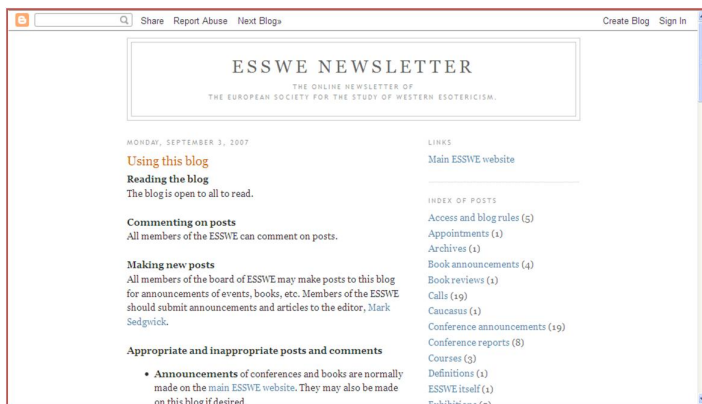 Share Report Abuse Next Blog» Create Blog Sign In
ESSWE NEWSLETTER
THE ONLINE NEWSLETTER OF
THE EUROPEAN SOCIETY FOR THE STUDY OF WESTERN ESOTERICISM.
MONDAY, SEPTEMBER 3, 2007
Using this blog
Reading the blog
The blog is open to all to read.
Commenting on posts
All members of the ESSWE can comment on posts.
Making new posts
All members of the board of ESSWE may make posts to this blog
for announcements of events, books, etc. Members of the ESSWE
should submit announcements and articles to the editor, Mark
Sedgwick.
Appropriate and inappropriate posts and comments
• Announcements of conferences and books are normally
made on the main ESSWE website. They may also be made
on this blog if desired.
LINKS
Main ESSWE website
INDEX OF POSTS
Access and blog rules (5)
Appointments (1)
Archives (1)
Book announcements (4)
Book reviews (1)
Calls (19)
Caucasus (1)
Conference announcements (19)
Conference reports (8)
Courses (3)
Definitions (1)
ESSWE itself (1)